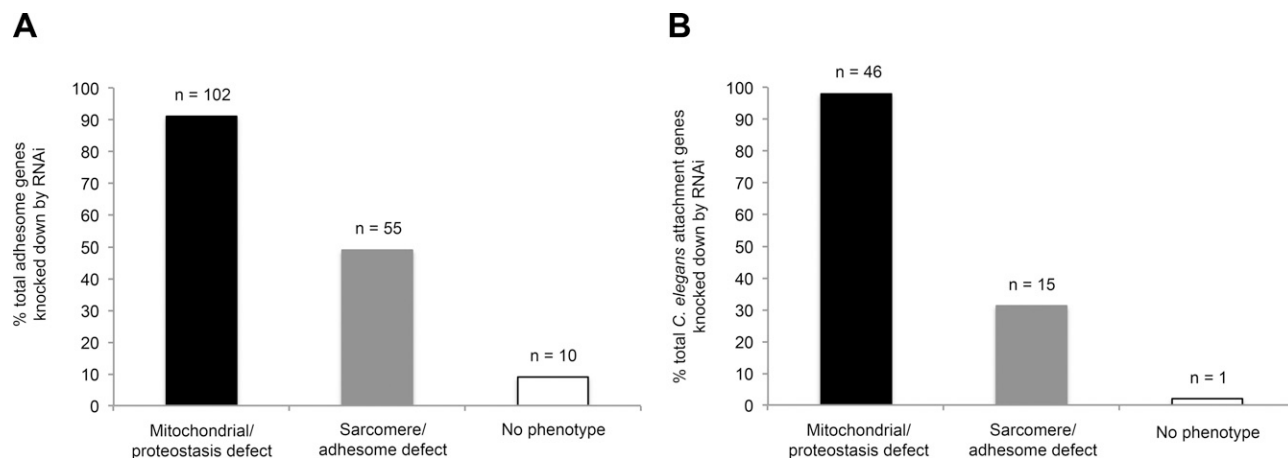 A
% total adhesome genes
knocked down by RNAi
100
90
80
70
60
50
40
30
20
10
0
n = 102
n = 55
n = 10
Mitochondrial/
proteostasis defect
Sarcomere/
adhesome defect
No phenotype
B
% total C. elegans attachment genes
knocked down by RNAi
100
90
80
70
60
50
40
30
20
10
0
n = 46
n = 15
n = 1
Mitochondrial/
proteostasis defect
Sarcomere/
adhesome defect
No phenotype